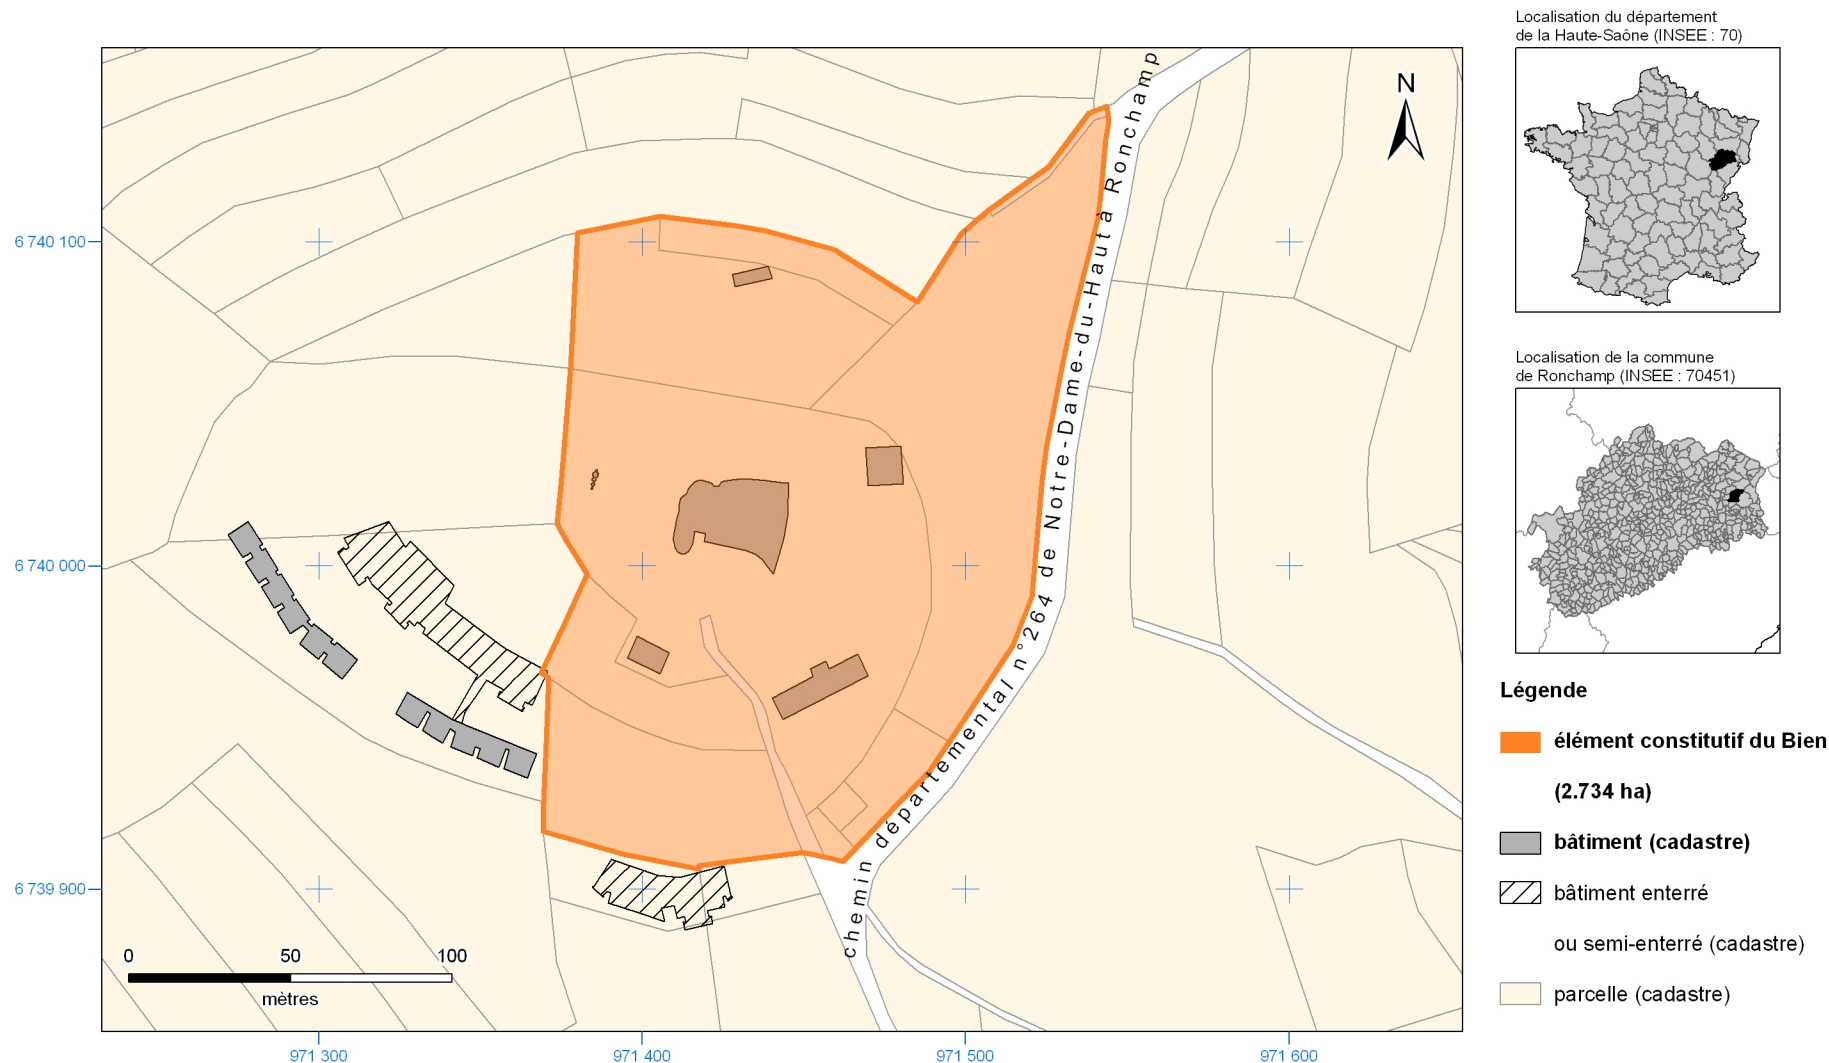 Localisation du département
de la Haute-Saône (INSEE : 70)
N
chemin départemental n°264 de Notre-Dame-du-Haut à Ronchamp
6 740 100
6 740 000
6 739 900
0 50 100
mètres
971 300
971 400
971 500
971 600
Localisation de la commune
de Ronchamp (INSEE : 70451)
Légende
élément constitutif du Bien
(2.734 ha)
bâtiment (cadastre)
bâtiment enterré
ou semi-enterré (cadastre)
parcelle (cadastre)